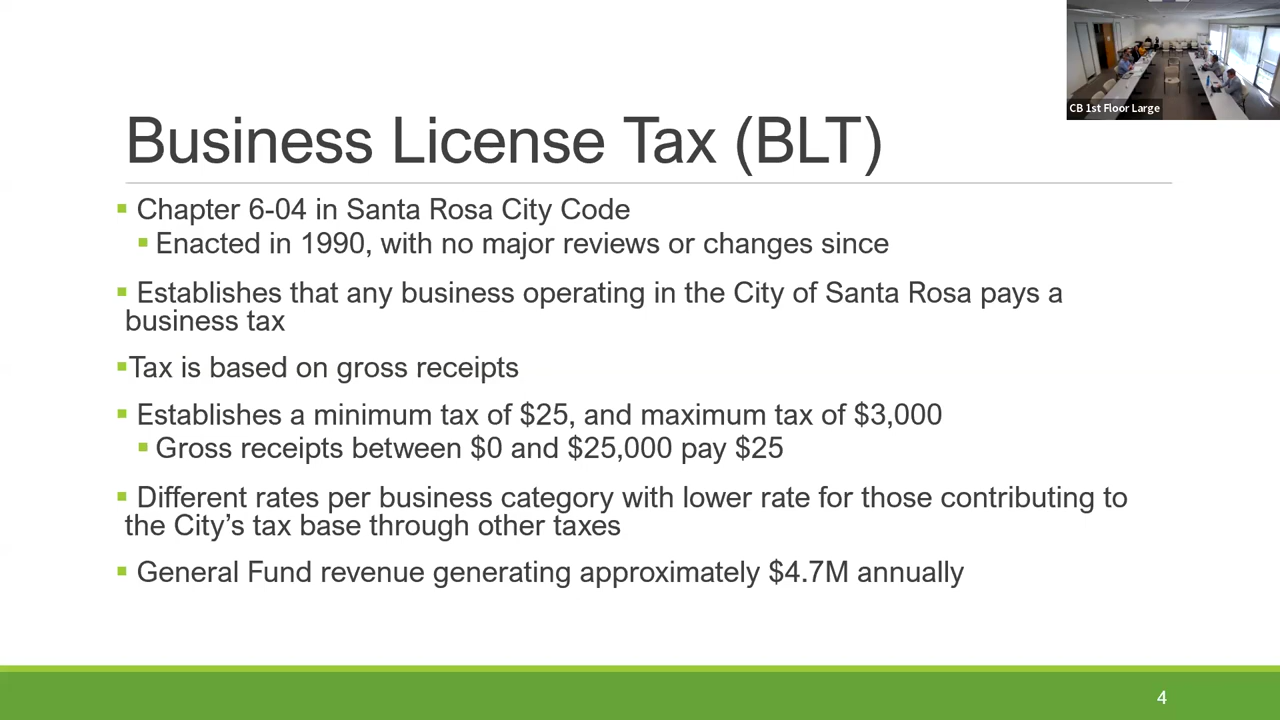 CB 1st Floor Large
Business License Tax (BLT)
▪ Chapter 6-04 in Santa Rosa City Code
▪ Enacted in 1990, with no major reviews or changes since
▪ Establishes that any business operating in the City of Santa Rosa pays a
business tax
▪Tax is based on gross receipts
▪ Establishes a minimum tax of $25, and maximum tax of $3,000
▪ Gross receipts between $0 and $25,000 pay $25
▪ Different rates per business category with lower rate for those contributing to
the City’s tax base through other taxes
▪ General Fund revenue generating approximately $4.7M annually
4